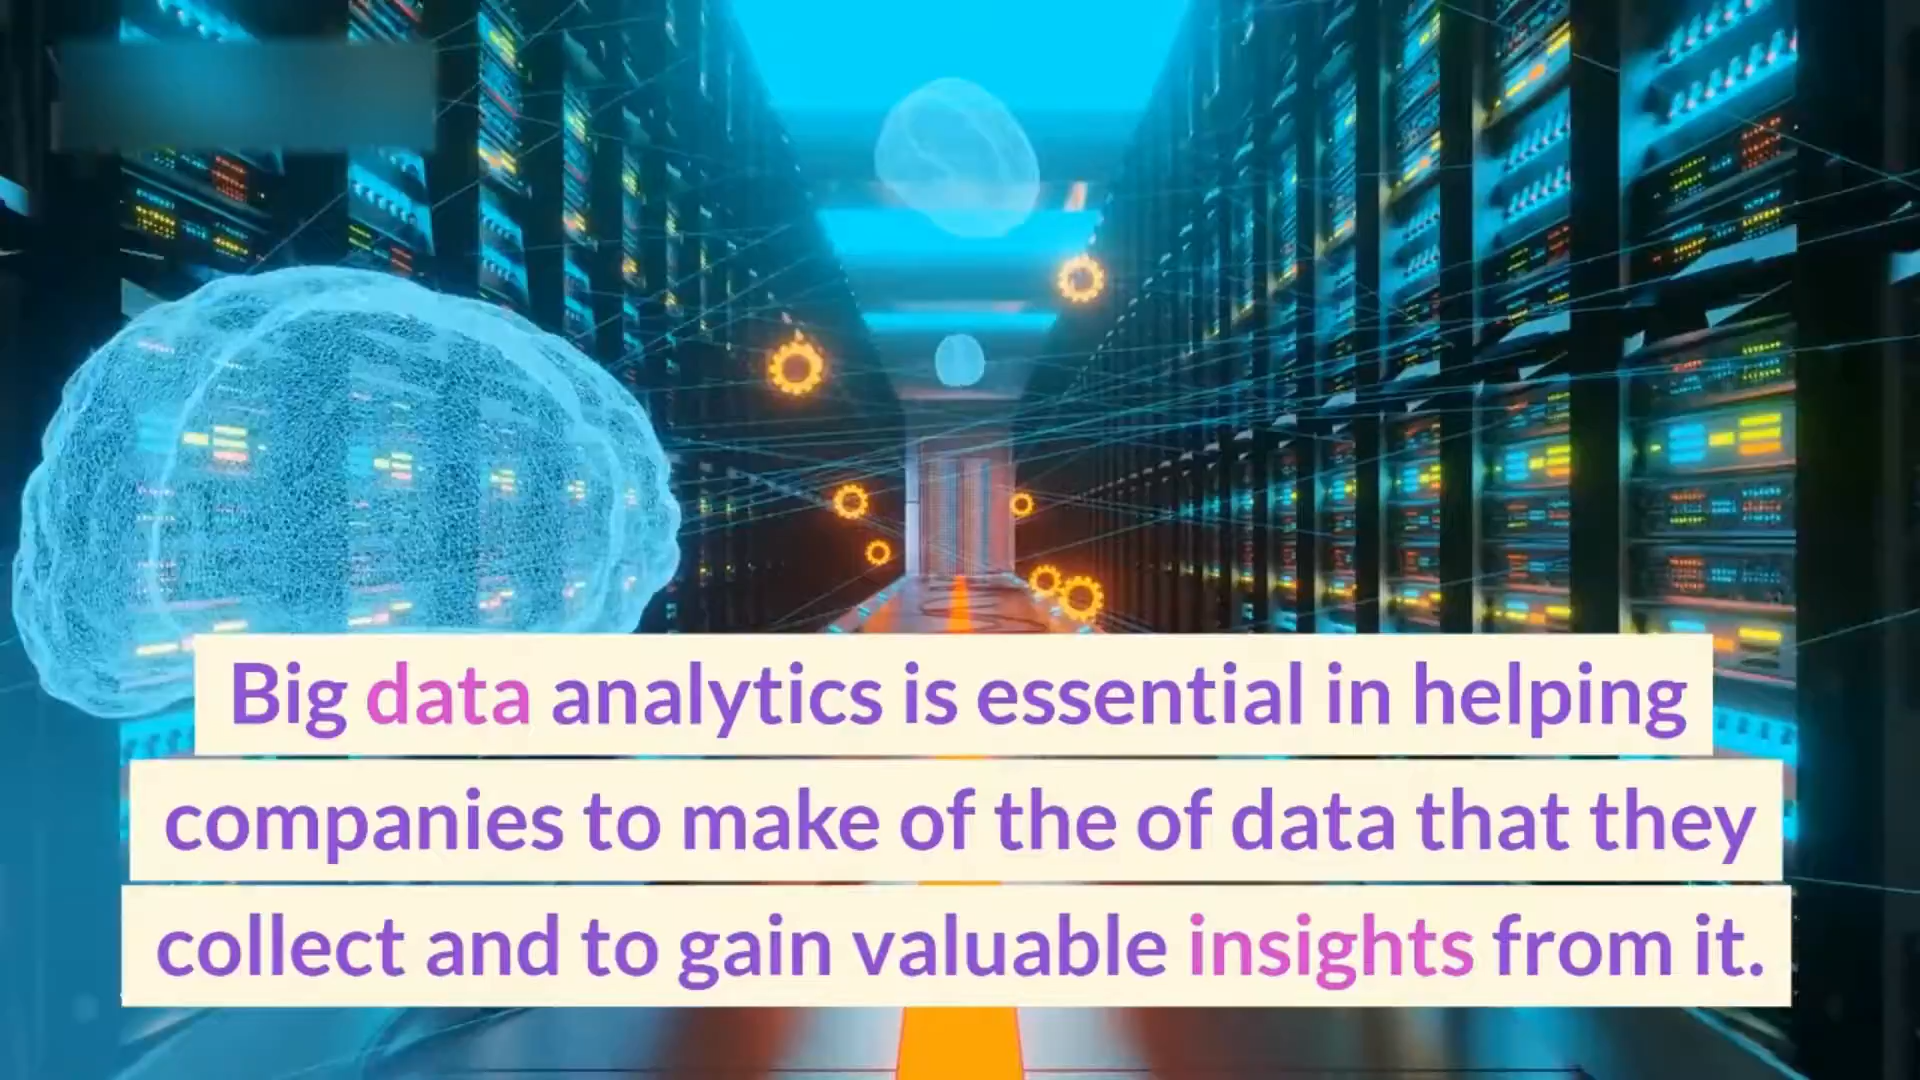 Big data analytics is essential in helping
companies to make of the of data that they
collect and to gain valuable insights from it.